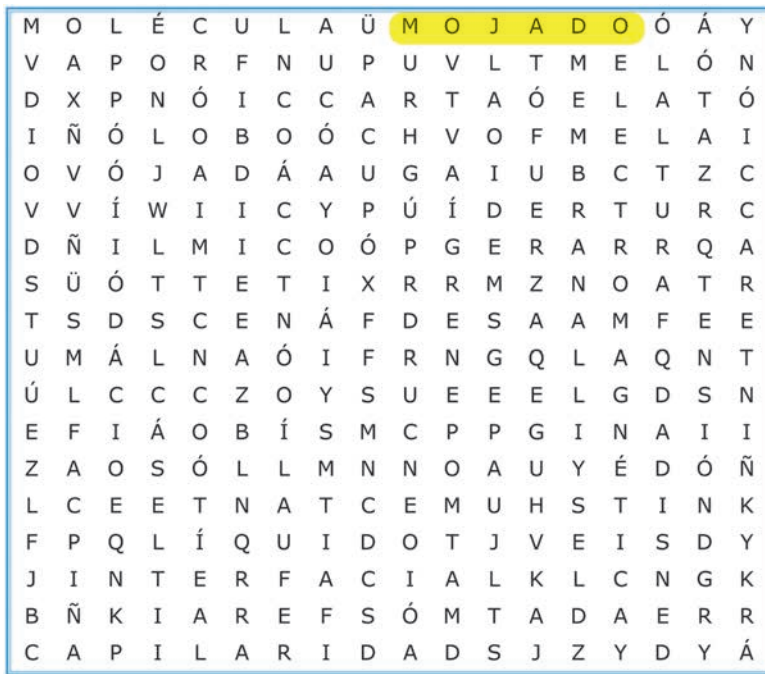 M O L É C U L A Ü M O J A D O Ó Á Y
V A P O R F N U P U V L T M E L Ó N
D X P N Ó I C C A R T A Ó E L A T Ó
I Ñ Ó L O B O Ó C H V O F M E L A I
O V Ó J A D Á A U G A I U B C T Z C
V V Í W I I C Y P Ú Í D E R T U R C
D Ñ I L M I C O Ó P G E R A R R Q A
S Ü Ó T T E T I X R R M Z N O A T R
T S D S C E N Á F D E S A A M F E E
U M Á L N A Ó I F R N G Q L A Q N T
Ú L C C C Z O Y S U E E E L G D S N
E F I Á O B Í S M C P P G I N A I I
Z A O S Ó L L M N N O A U Y É D Ó Ñ
L C E E T N A T C E M U H S T I N K
F P Q L Í Q U I D O T J V E I S D Y
J I N T E R F A C I A L K L C N G K
B Ñ K I A R E F S Ó M T A D A E R R
C A P I L A R I D A D S J Z Y D Y Á